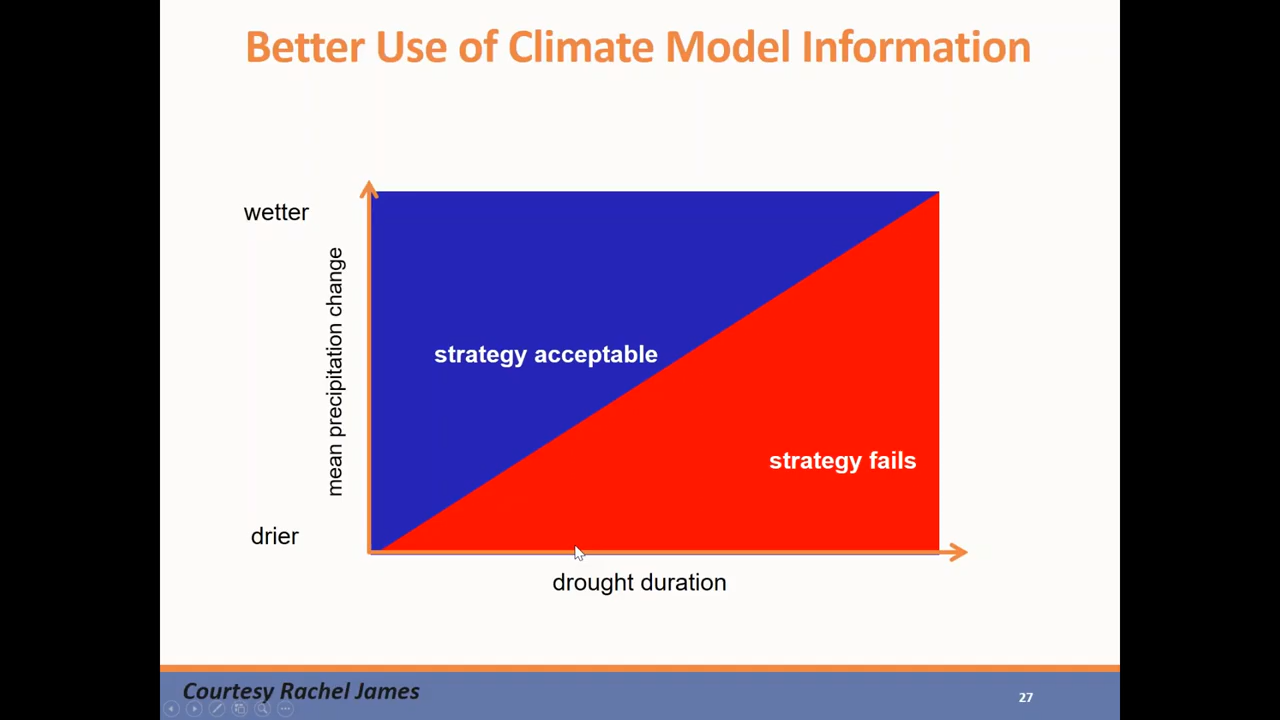 Better Use of Climate Model Information
wetter
mean precipitation change
strategy acceptable
strategy fails
drier
drought duration
Courtesy Rachel James
27